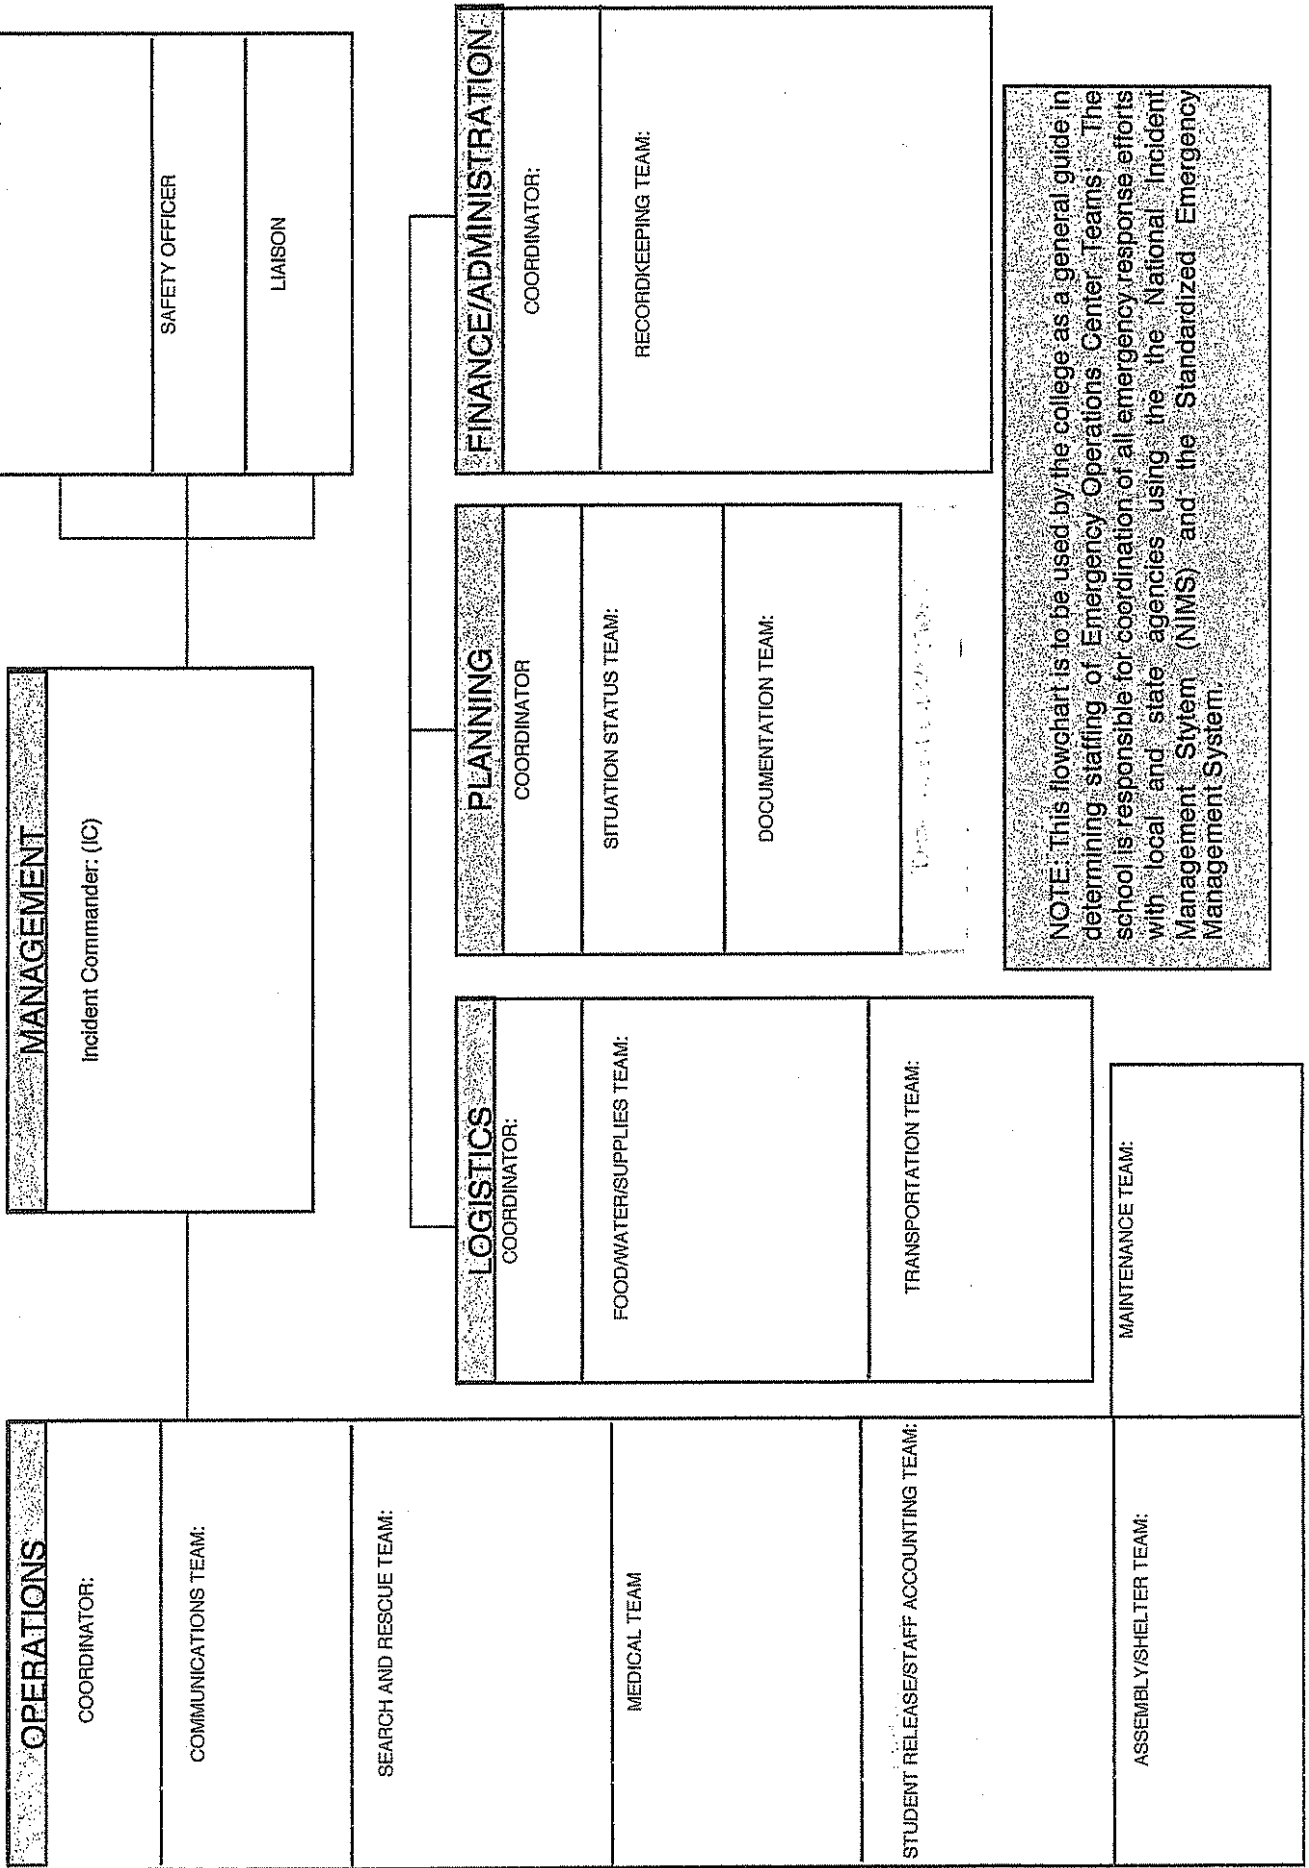 MANAGEMENT
Incident Commander: (IC)
SAFETY OFFICER
LIAISON
OPERATIONS
COORDINATOR:
COMMUNICATIONS TEAM:
SEARCH AND RESCUE TEAM:
MEDICAL TEAM
STUDENT RELEASE/STAFF ACCOUNTING TEAM:
ASSEMBLY/SHELTER TEAM:
MAINTENANCE TEAM:
LOGISTICS
COORDINATOR:
FOOD/WATER/SUPPLIES TEAM:
TRANSPORTATION TEAM:
PLANNING
COORDINATOR
SITUATION STATUS TEAM:
DOCUMENTATION TEAM:
FINANCE/ADMINISTRATION
COORDINATOR:
RECORDKEEPING TEAM:
NOTE: This flowchart is to be used by the college as a general guide in
determining staffing of Emergency Operations Center Teams. The
school is responsible for coordination of all emergency response efforts
with local and state agencies using the the National Incident
Management Stytem (NIMS) and the Standardized Emergency
Management System.